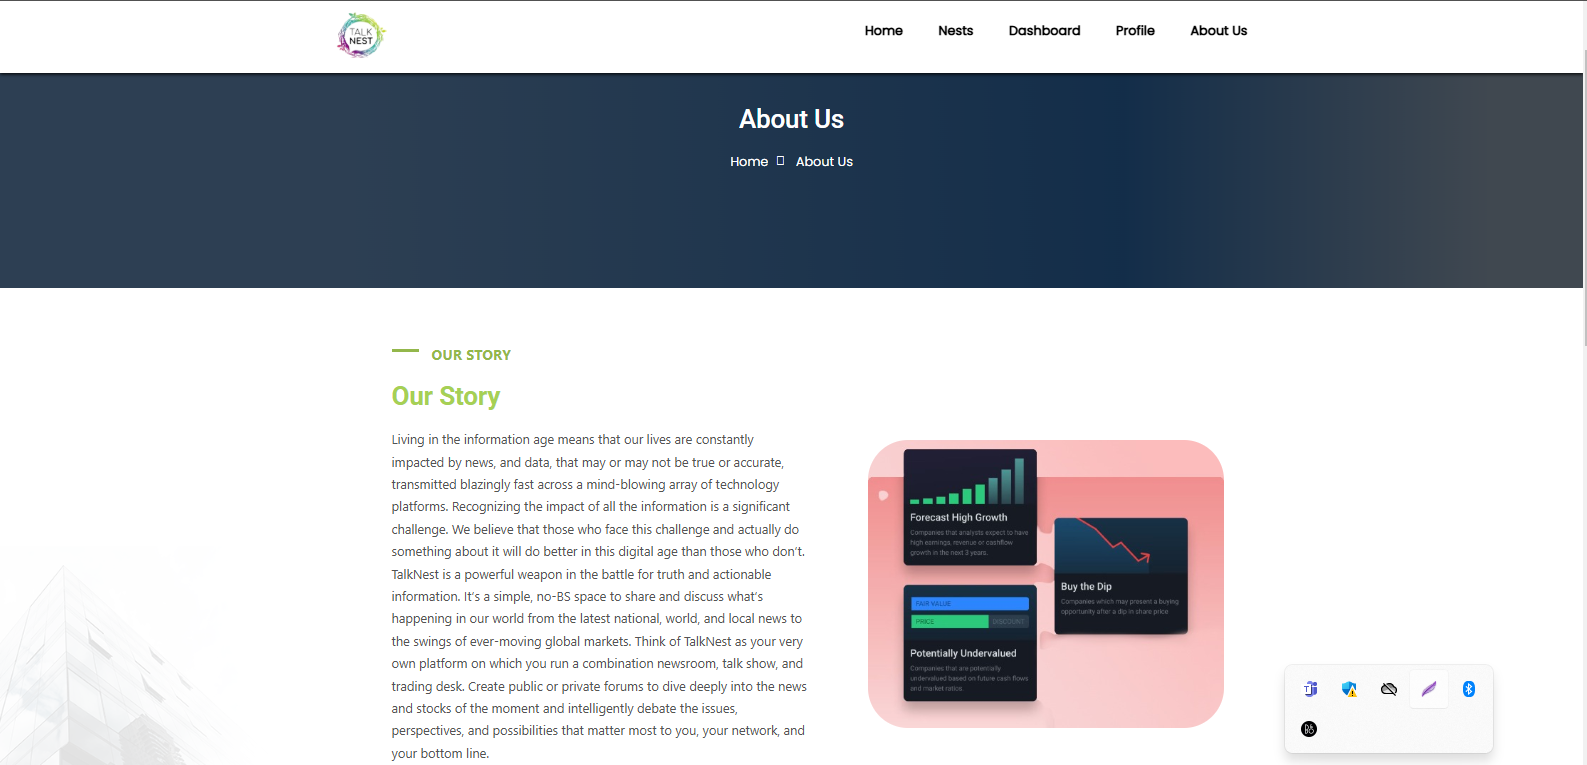 TALK
NEST
Home Nests Dashboard Profile About Us
About Us
Home About Us
OUR STORY
Our Story
Living in the information age means that our lives are constantly
impacted by news, and data, that may or may not be true or accurate,
transmitted blazingly fast across a mind-blowing array of technology
platforms. Recognizing the impact of all the information is a significant
challenge. We believe that those who face this challenge and actually do
something about it will do better in this digital age than those who don't.
TalkNest is a powerful weapon in the battle for truth and actionable
information. It's a simple, no-BS space to share and discuss what's
happening in our world from the latest national, world, and local news to
the swings of ever-moving global markets. Think of TalkNest as your very
own platform on which you run a combination newsroom, talk show, and
trading desk. Create public or private forums to dive deeply into the news
and stocks of the moment and intelligently debate the issues,
perspectives, and possibilities that matter most to you, your network, and
your bottom line.
Forecast High Growth
Companies that analysts expect to have
high earnings, revenue or cashflow
growth in the next 3 years.
Buy the Dip
Companies which may present a buying
opportunity after a dip in share price.
FAIR VALUE
PRICE DISCOUNT
Potentially Undervalued
Companies that are potentially
undervalued based on future cash flows
and market ratios.